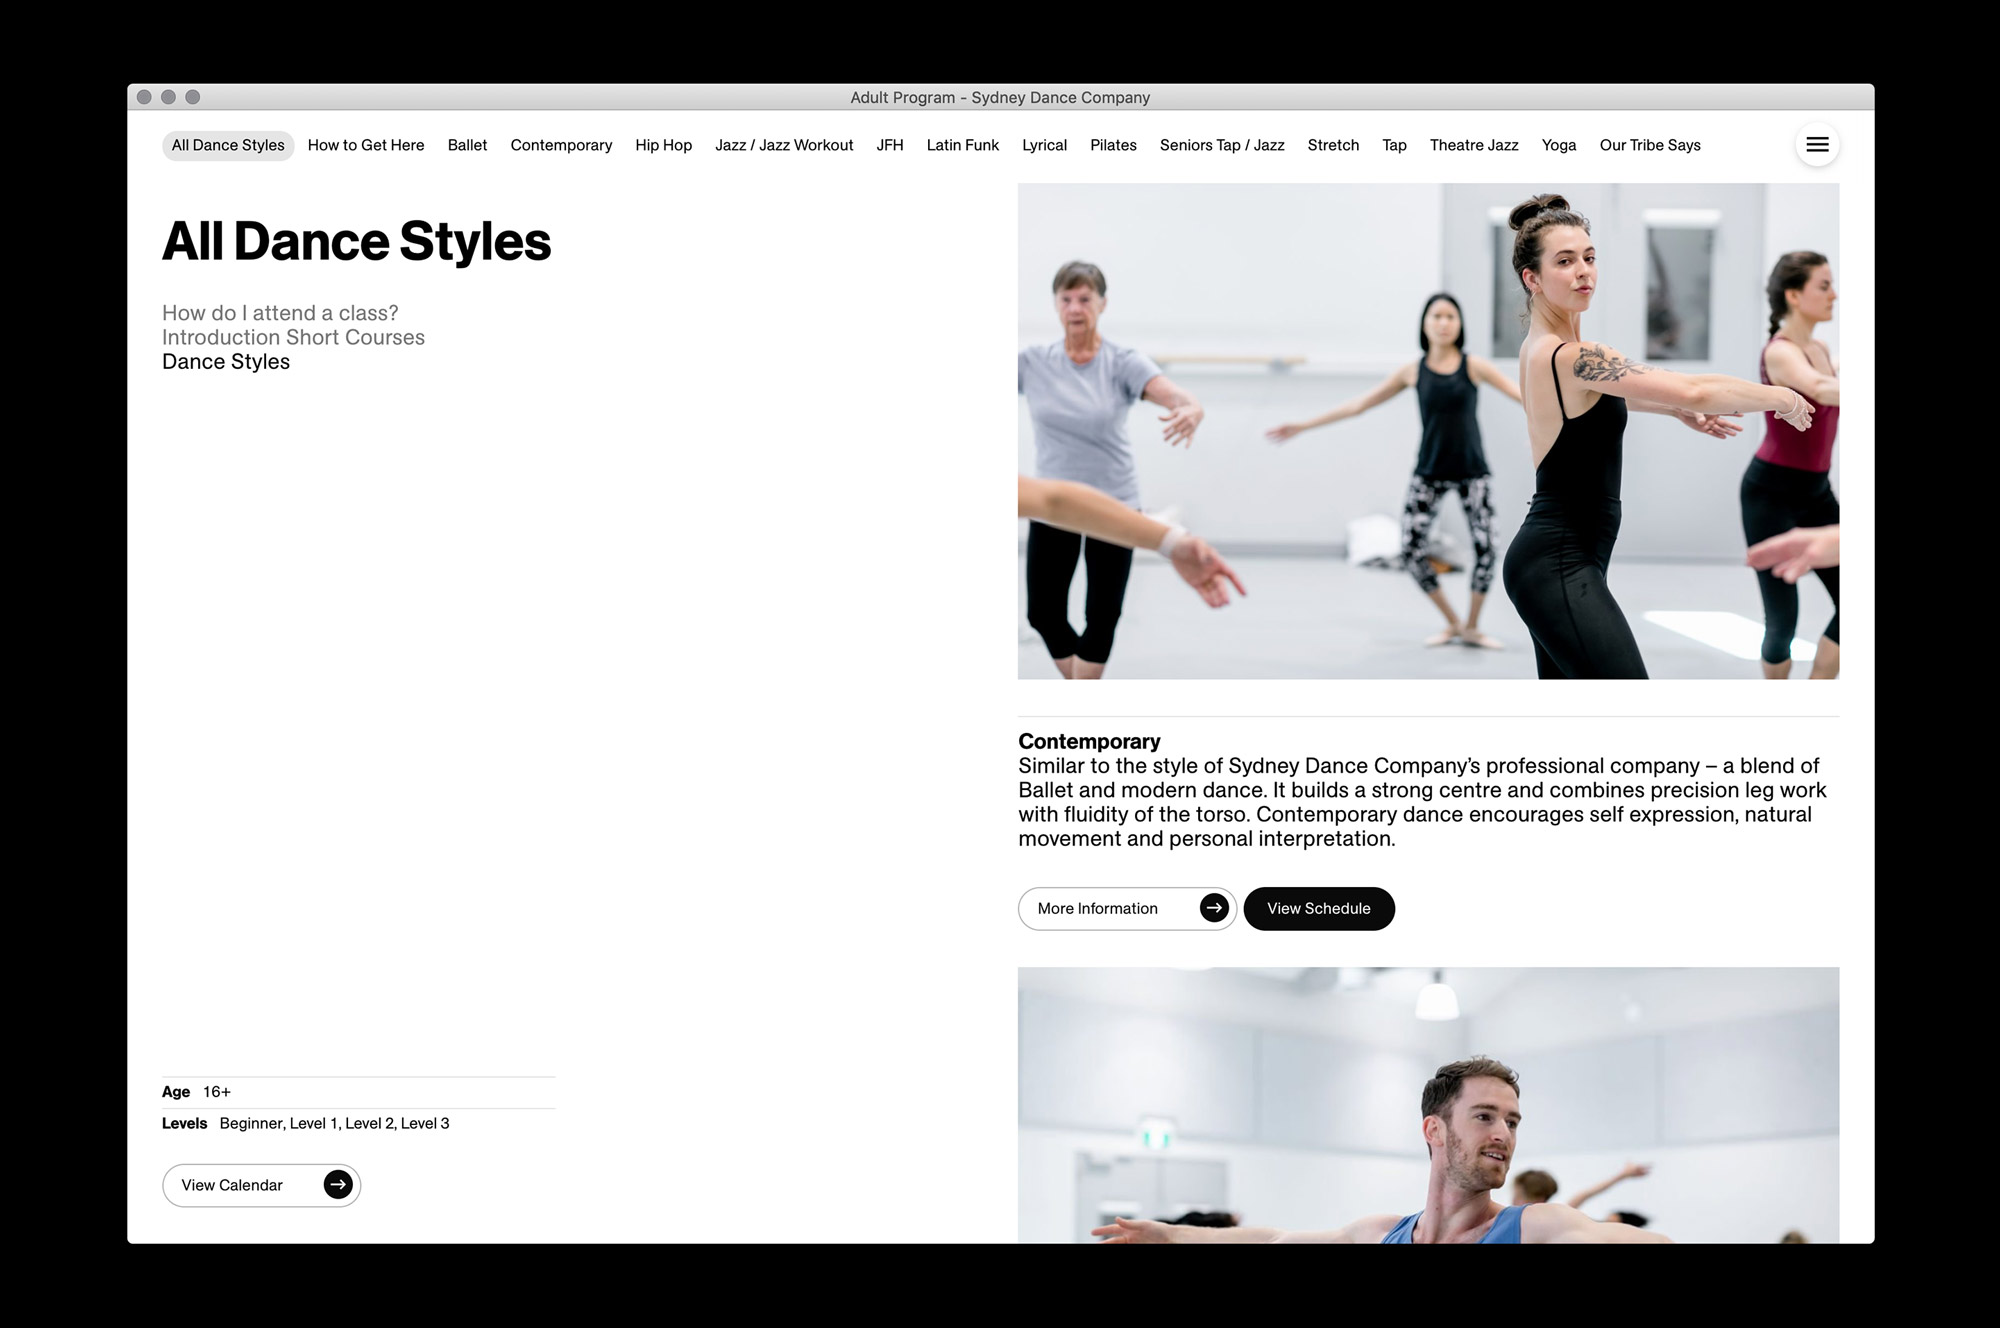 Adult Program - Sydney Dance Company
All Dance Styles How to Get Here Ballet Contemporary Hip Hop Jazz / Jazz Workout JFH Latin Funk Lyrical Pilates Seniors Tap / Jazz Stretch Tap Theatre Jazz Yoga Our Tribe Says
All Dance Styles
How do I attend a class?
Introduction Short Courses
Dance Styles
Age 16+
Levels Beginner, Level 1, Level 2, Level 3
View Calendar
Contemporary
Similar to the style of Sydney Dance Company’s professional company – a blend of
Ballet and modern dance. It builds a strong centre and combines precision leg work
with fluidity of the torso. Contemporary dance encourages self expression, natural
movement and personal interpretation.
More Information
View Schedule